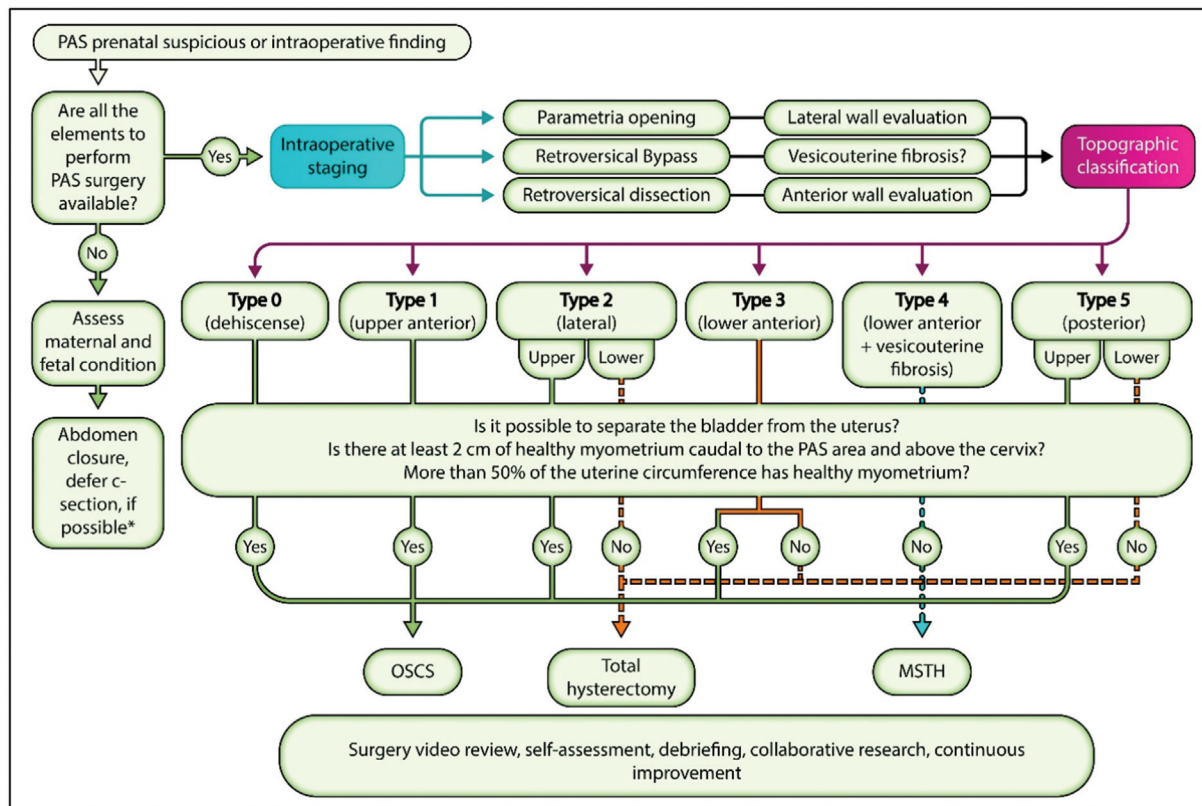 PAS prenatal suspicious or intraoperative finding
Are all the
elements to
perform
PAS surgery
available?
Yes
Intraoperative
staging
Parametria opening
Lateral wall evaluation
Retroversical Bypass
Vesicouterine fibrosis?
Retroversical dissection
Anterior wall evaluation
Topographic
classification
No
Assess
maternal and
fetal condition
Abdomen
closure,
defer c-
section, if
possible*
Type 0
(dehiscense)
Type 1
(upper anterior)
Type 2
(lateral)
Upper
Lower
Type 3
(lower anterior)
Type 4
(lower anterior
+ vesicouterine
fibrosis)
Type 5
(posterior)
Upper
Lower
Is it possible to separate the bladder from the uterus?
Is there at least 2 cm of healthy myometrium caudal to the PAS area and above the cervix?
More than 50% of the uterine circumference has healthy myometrium?
Yes
Yes
Yes
No
Yes
No
No
Yes
No
OSCS
Total
hysterectomy
MSTH
Surgery video review, self-assessment, debriefing, collaborative research, continuous
improvement